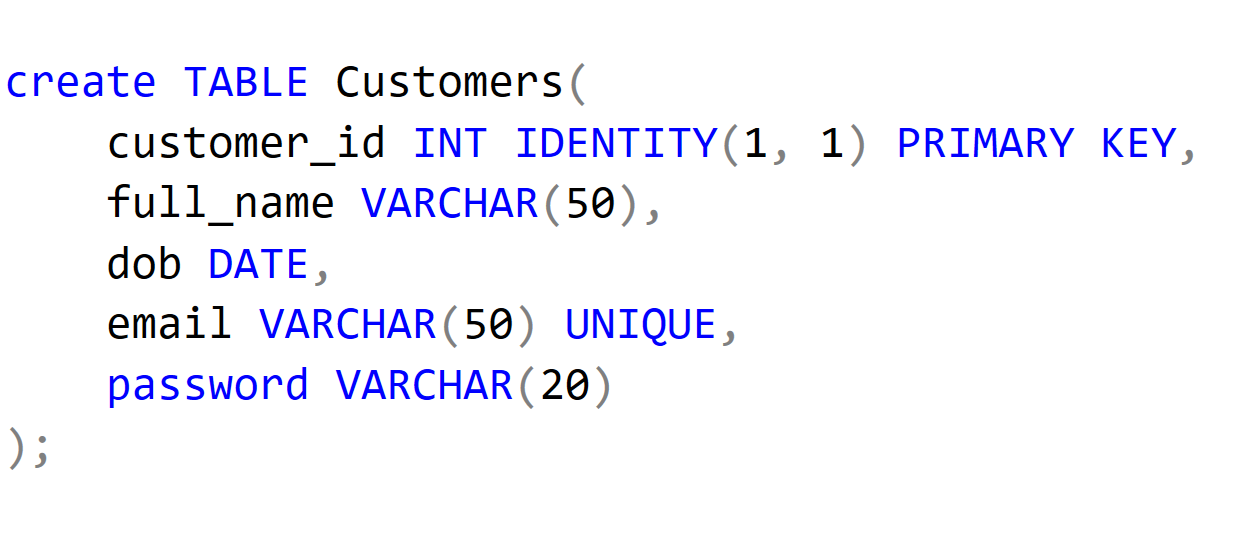 create TABLE Customers(
    customer_id INT IDENTITY(1, 1) PRIMARY KEY,
    full_name VARCHAR(50),
    dob DATE,
    email VARCHAR(50) UNIQUE,
    password VARCHAR(20)
);